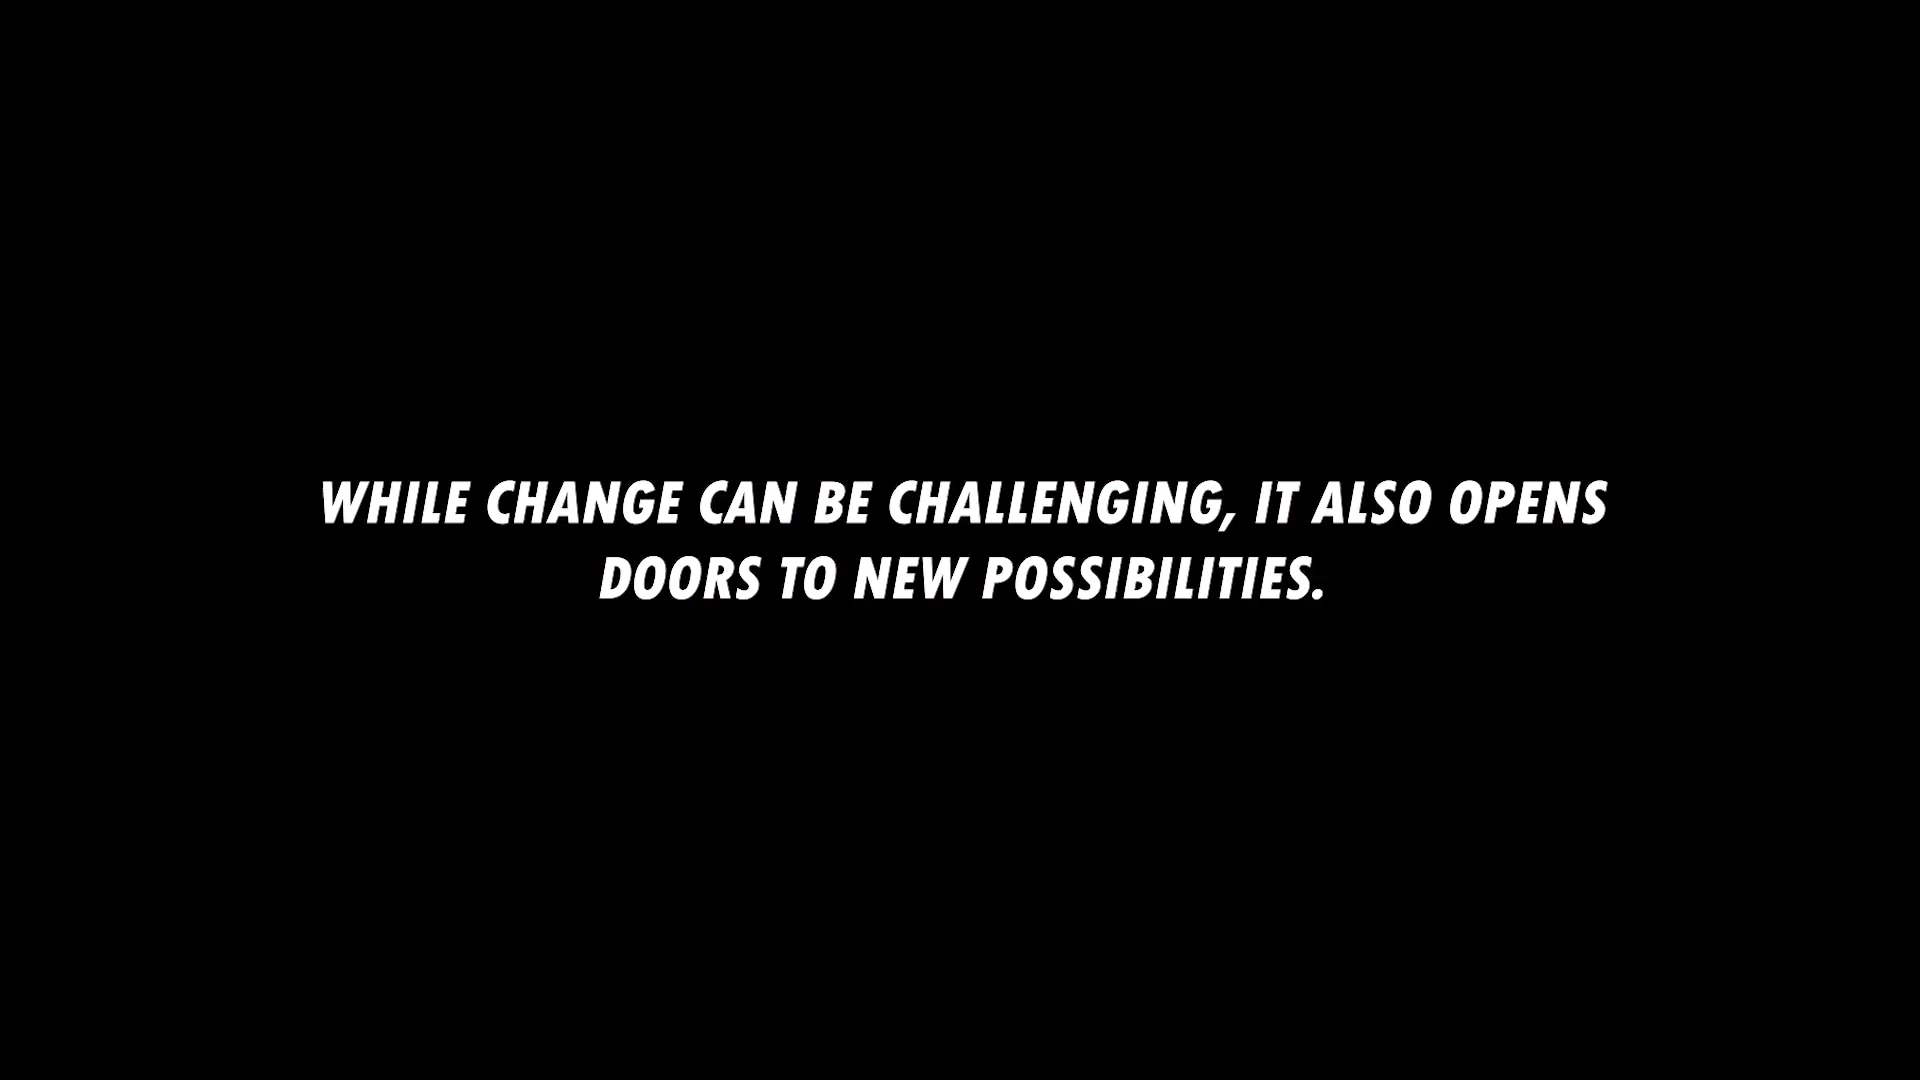 WHILE CHANGE CAN BE CHALLENGING, IT ALSO OPENS
DOORS TO NEW POSSIBILITIES.